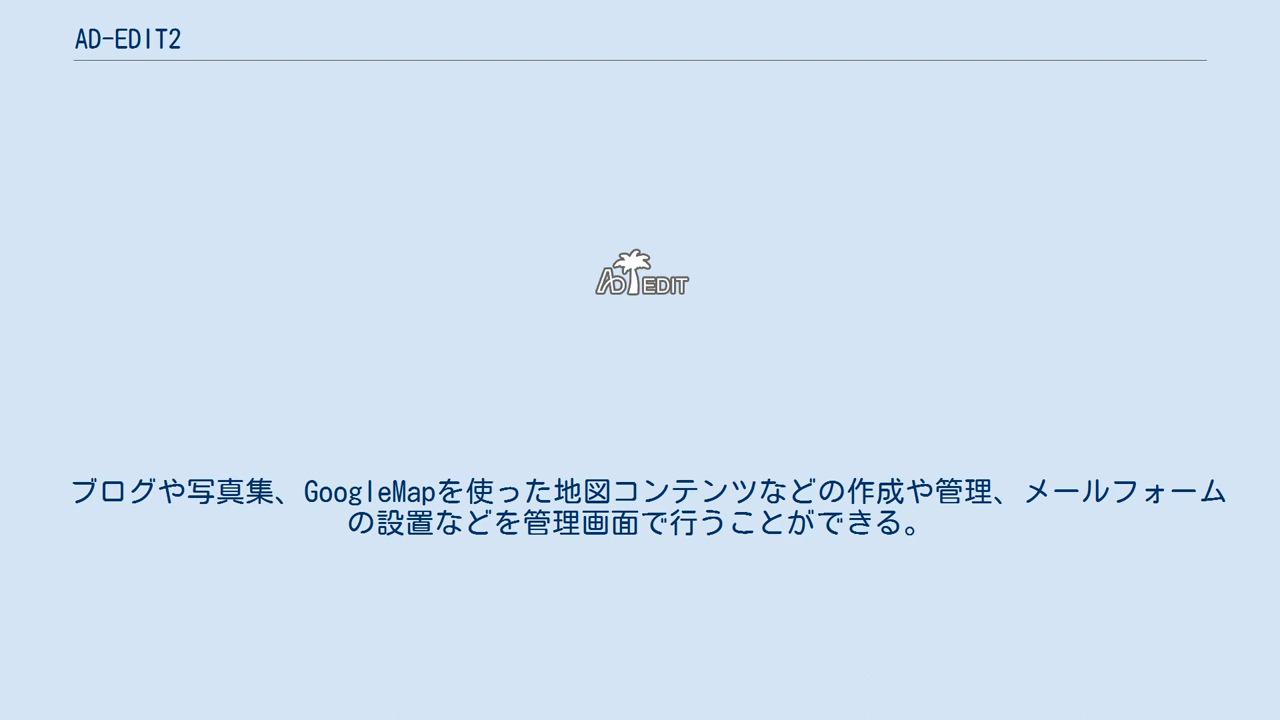 AD-EDIT2
AD EDIT
ブログや写真集、GoogleMapを使った地図コンテンツなどの作成や管理、メールフォーム
の設置などを管理画面で行うことができる。